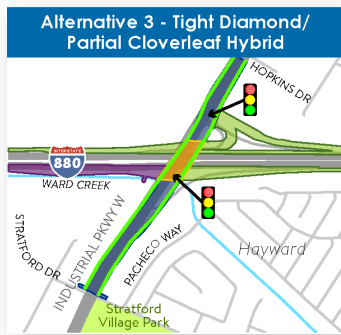 Alternative 3 - Tight Diamond/
Partial Cloverleaf Hybrid
HOPKINS DR
INTERSTATE
880
WARD CREEK
INDUSTRIAL PKWY W
PACHECO WAY
STRATFORD DR
Hayward
Stratford
Village Park